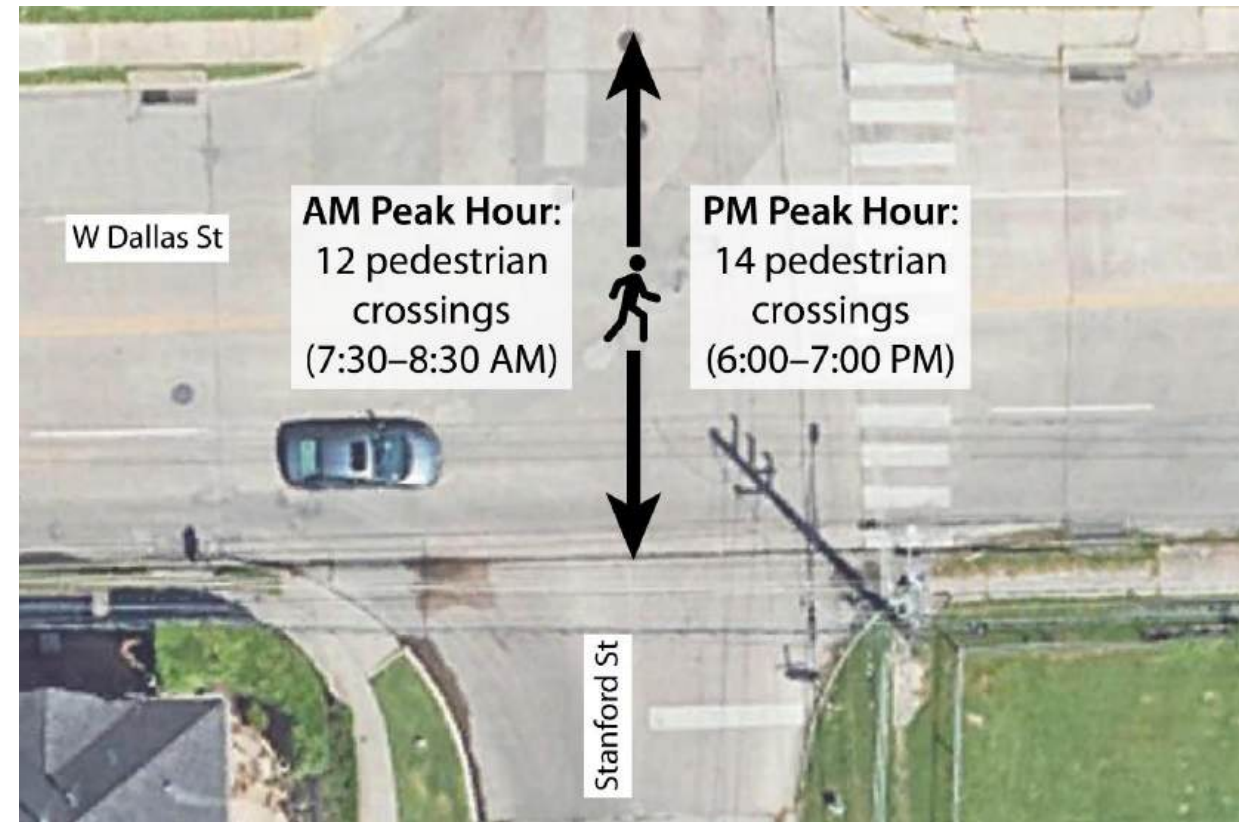 W Dallas St
AM Peak Hour:
12 pedestrian
crossings
(7:30–8:30 AM)
PM Peak Hour:
14 pedestrian
crossings
(6:00–7:00 PM)
Stanford St